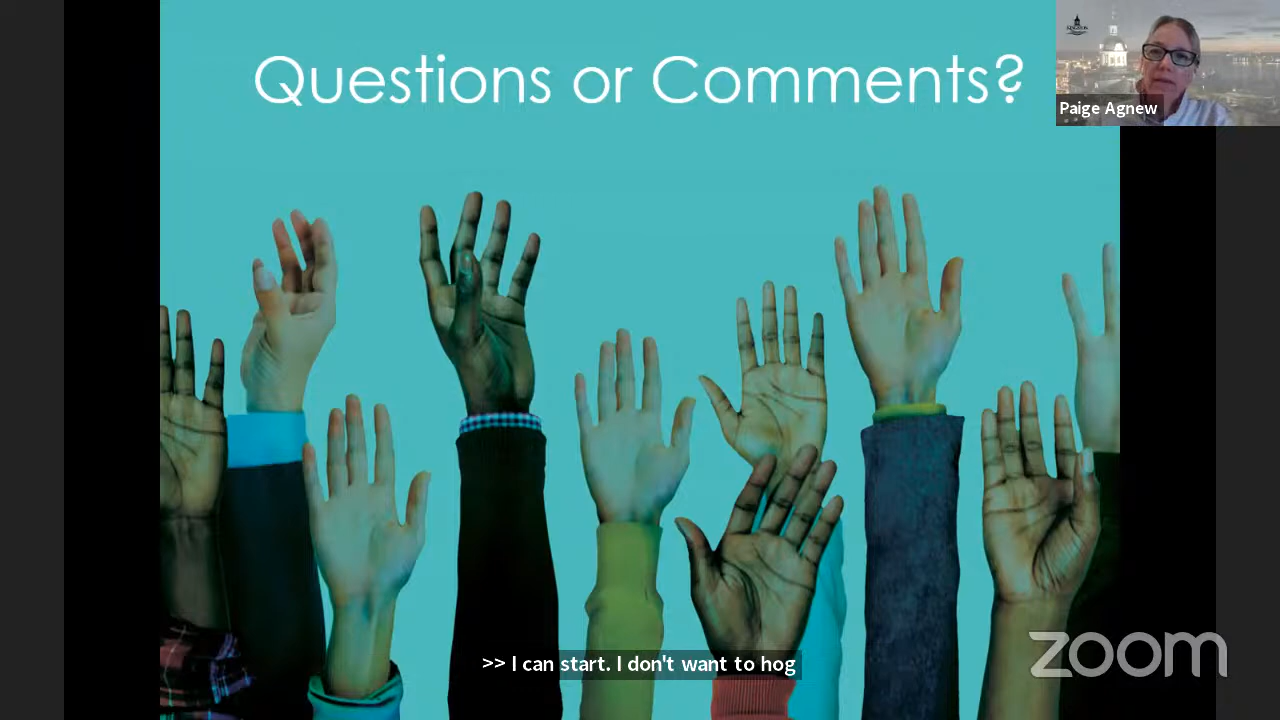 Questions or Comments?
Paige Agnew
>> I can start. I don't want to hog
zoom